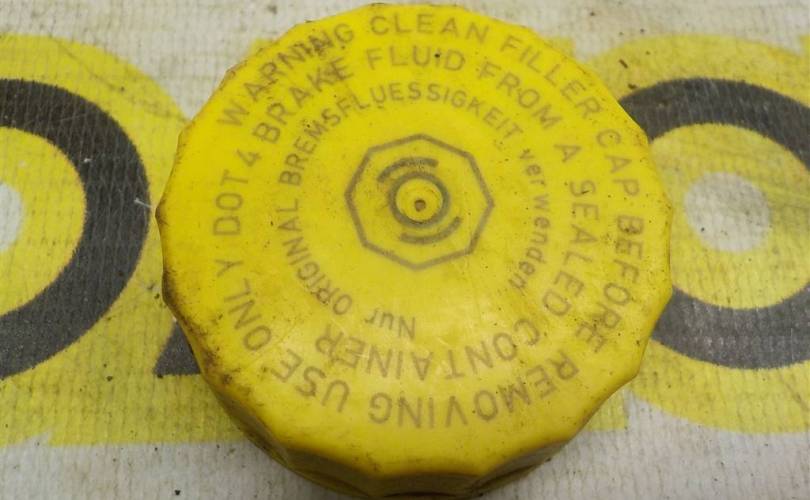 WARNING CLEAN FILLER CAP BEFORE REMOVING USE ONLY
DOT 4 BRAKE FLUID FROM A SEALED CONTAINER
Nur ORIGINAL BREMSFLUESSIGKEIT verwenden